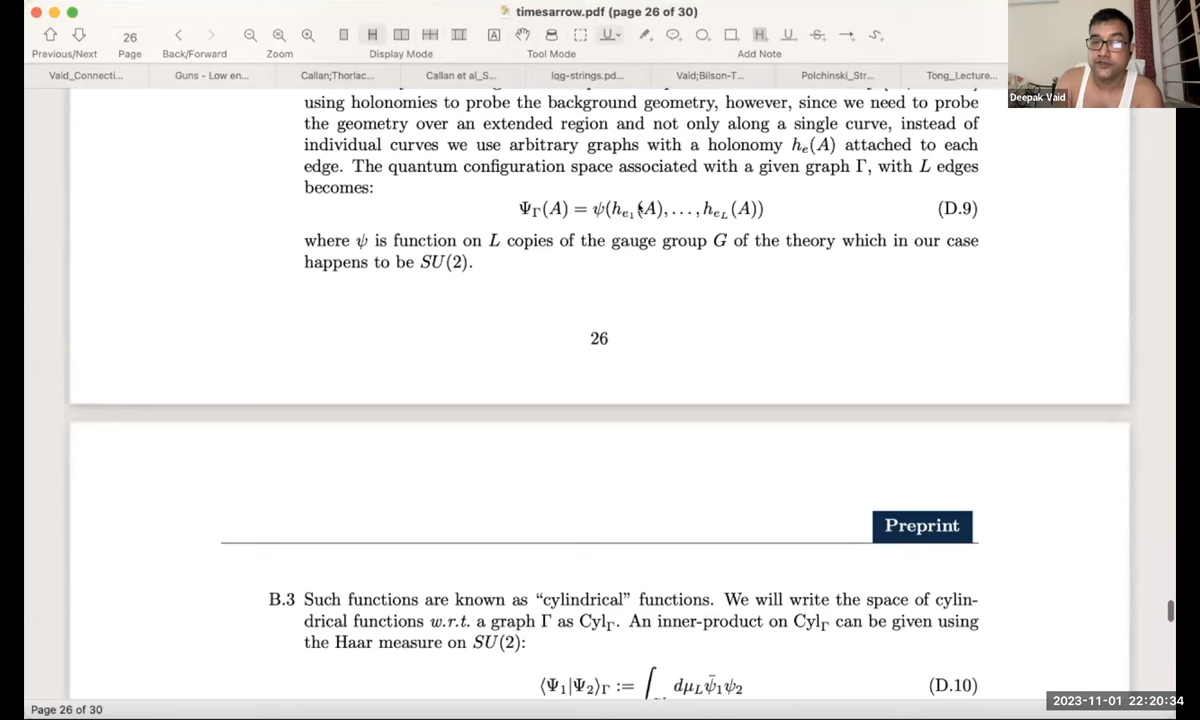 timesarrow.pdf (page 26 of 30)
26
Previous/Next Page Back/Forward Zoom Display Mode Tool Mode Add Note
Vaid_Connecti... Guns - Low en... Callan;Thorlac... Callan et al_S... lqg-strings.pd... Vaid;Bilson-T... Polchinski_Str... Tong_Lecture...
Deepak Vaid
using holonomies to probe the background geometry, however, since we need to probe
the geometry over an extended region and not only along a single curve, instead of
individual curves we use arbitrary graphs with a holonomy hₑ(A) attached to each
edge. The quantum configuration space associated with a given graph Γ, with L edges
becomes:
Ψ_Γ(A) = ψ(h_{e₁}(A), . . . , h_{e_L}(A)) (D.9)
where ψ is function on L copies of the gauge group G of the theory which in our case
happens to be SU(2).
26
Preprint
B.3 Such functions are known as “cylindrical” functions. We will write the space of cylin-
drical functions w.r.t. a graph Γ as Cyl_Γ. An inner-product on Cyl_Γ can be given using
the Haar measure on SU(2):
⟨Ψ₁|Ψ₂⟩_Γ := ∫ dμ_L ψ̄₁ψ₂ (D.10)
Page 26 of 30
2023-11-01 22:20:34